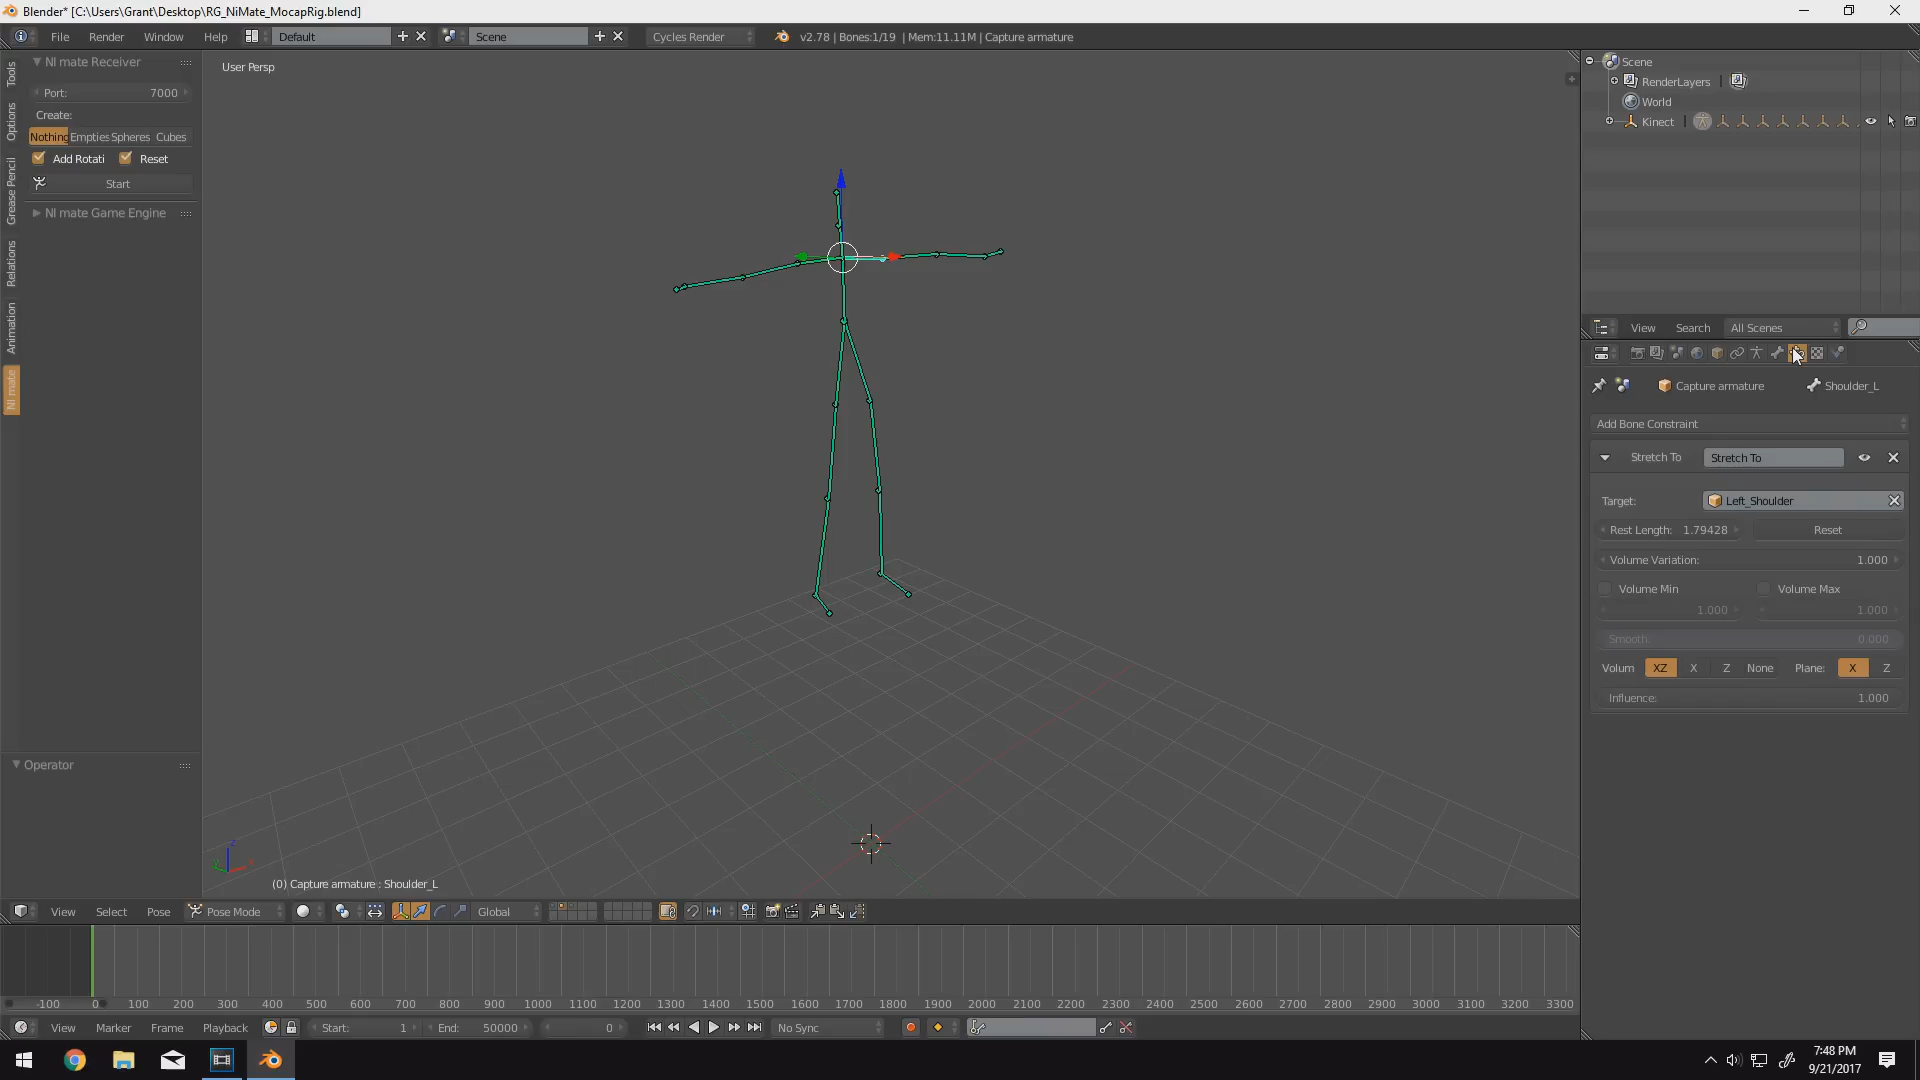 Blender* [C:\Users\Grant\Desktop\RG_NiMate_MocapRig.blend]
File Render Window Help Default Scene Cycles Render v2.78 | Bones:1/19 | Mem:11.11M | Capture armature
Tools
Options
Grease Pencil
Relations
Animation
NI mate
NI mate Receiver
Port: 7000
Create:
Nothing Empties Spheres Cubes
Add Rotati Reset
Start
NI mate Game Engine
Operator
User Persp
(0) Capture armature : Shoulder_L
View Select Pose Pose Mode Global
Scene
RenderLayers
World
Kinect
View Search All Scenes
Capture armature Shoulder_L
Add Bone Constraint
Stretch To Stretch To
Target: Left_Shoulder
Rest Length: 1.79428 Reset
Volume Variation: 1.000
Volume Min Volume Max
1.000 1.000
Smooth: 0.000
Volum XZ X Z None Plane: X Z
Influence: 1.000
-100 0 100 200 300 400 500 600 700 800 900 1000 1100 1200 1300 1400 1500 1600 1700 1800 1900 2000 2100 2200 2300 2400 2500 2600 2700 2800 2900 3000 3100 3200 3300
View Marker Frame Playback Start: 1 End: 50000 0 No Sync
7:48 PM
9/21/2017